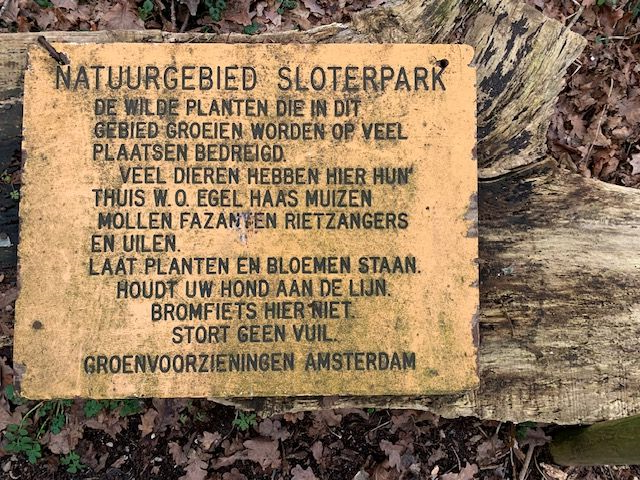 NATUURGEBIED SLOTERPARK
DE WILDE PLANTEN DIE IN DIT
GEBIED GROEIEN WORDEN OP VEEL
PLAATSEN BEDREIGD.
VEEL DIEREN HEBBEN HIER HUN'
THUIS W.O. EGEL HAAS MUIZEN
MOLLEN FAZANTEN RIETZANGERS
EN UILEN.
LAAT PLANTEN EN BLOEMEN STAAN.
HOUDT UW HOND AAN DE LIJN.
BROMFIETS HIER NIET.
STORT GEEN VUIL.
GROENVOORZIENINGEN AMSTERDAM